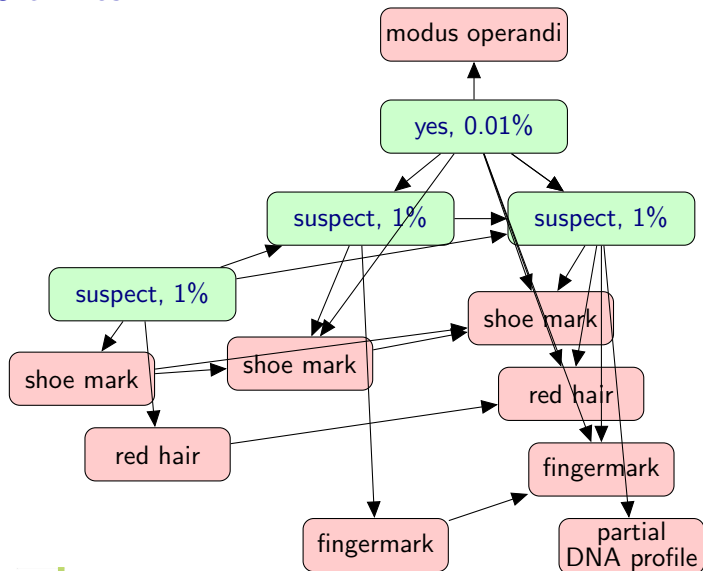 modus operandi
yes, 0.01%
suspect, 1%
suspect, 1%
suspect, 1%
shoe mark
shoe mark
shoe mark
red hair
red hair
fingermark
fingermark
partial
DNA profile